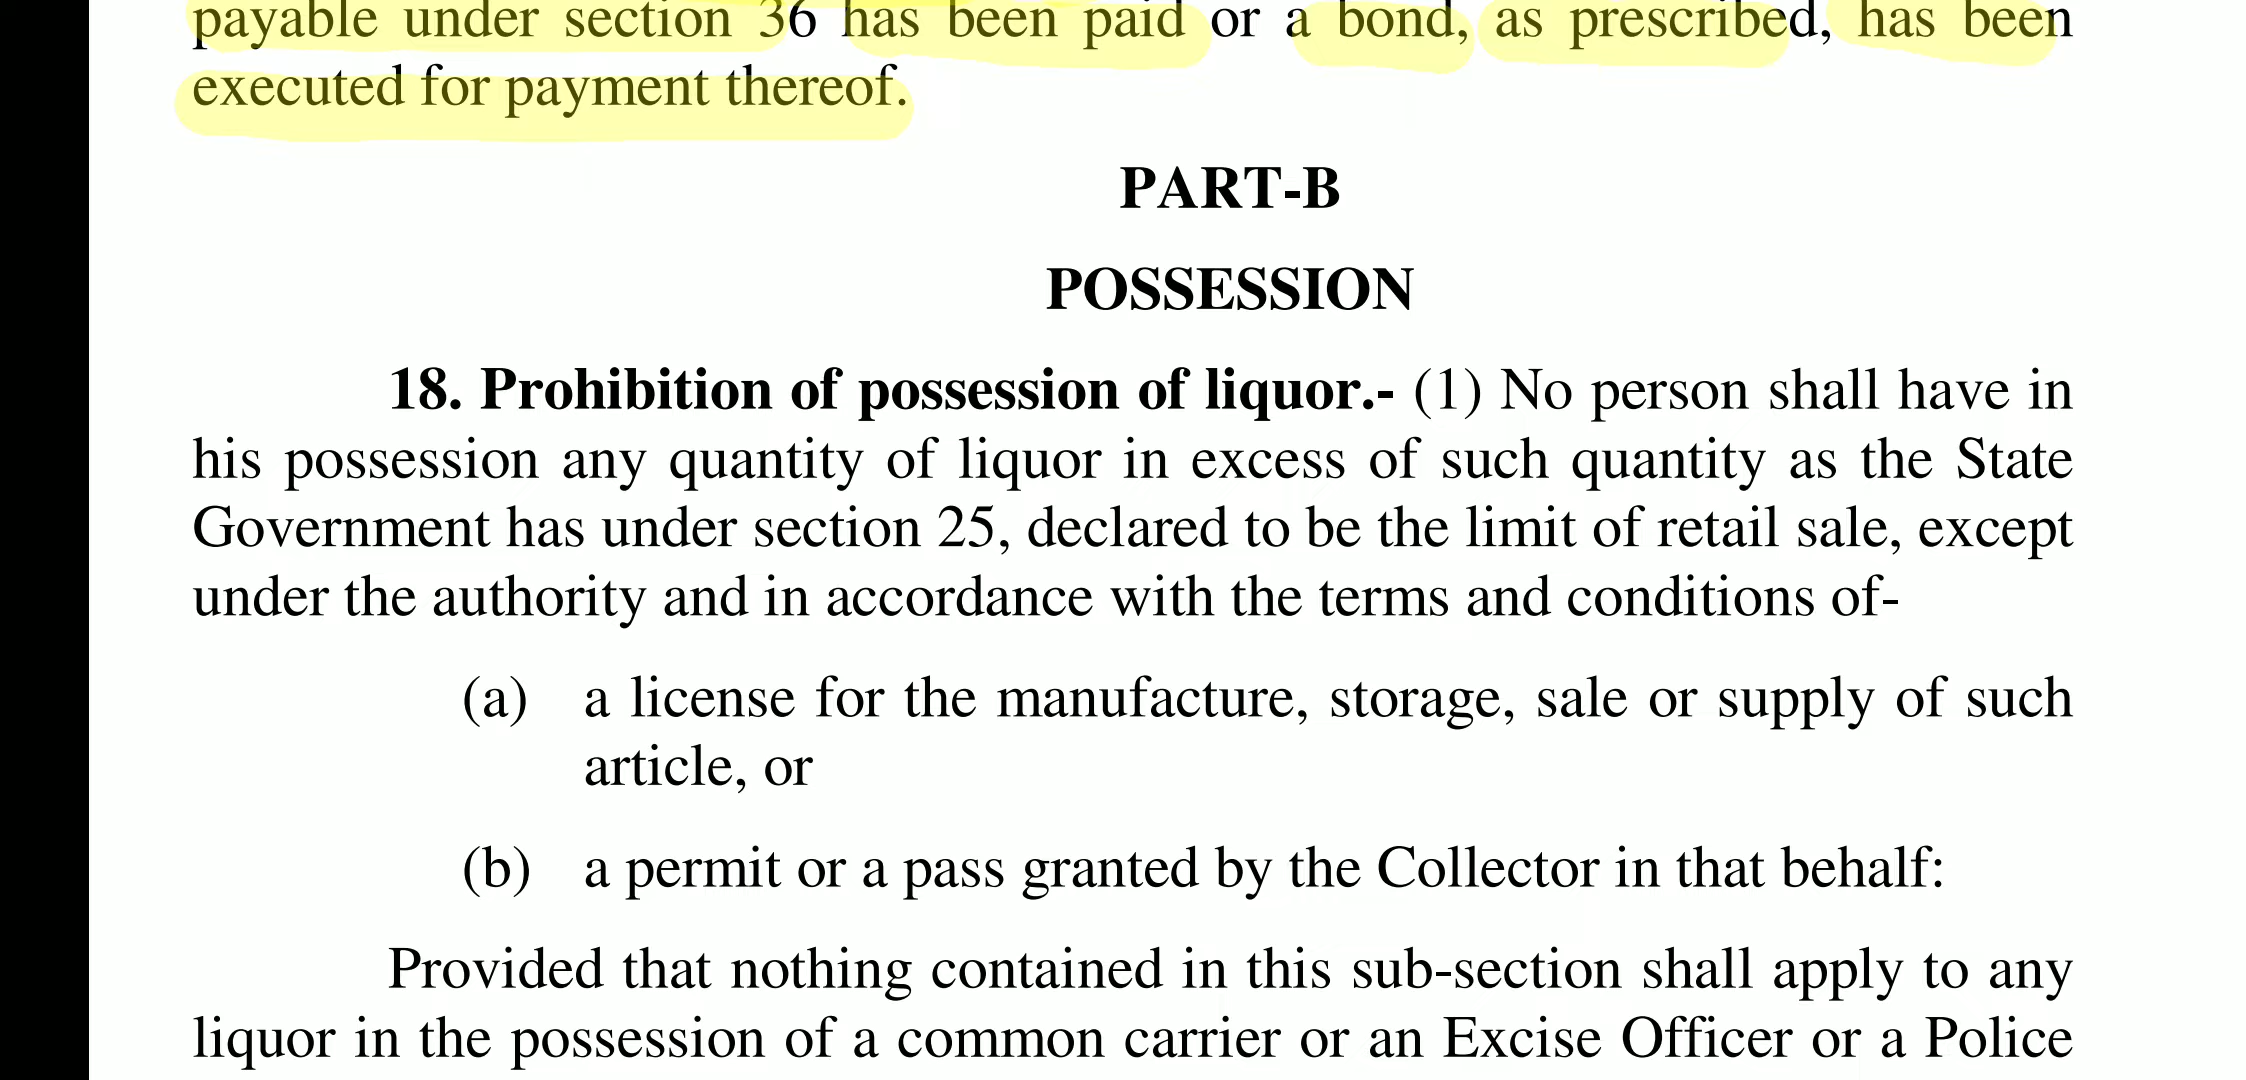 payable under section 36 has been paid or a bond, as prescribed, has been
executed for payment thereof.
PART-B
POSSESSION
18. Prohibition of possession of liquor.- (1) No person shall have in
his possession any quantity of liquor in excess of such quantity as the State
Government has under section 25, declared to be the limit of retail sale, except
under the authority and in accordance with the terms and conditions of-
(a) a license for the manufacture, storage, sale or supply of such
article, or
(b) a permit or a pass granted by the Collector in that behalf:
Provided that nothing contained in this sub-section shall apply to any
liquor in the possession of a common carrier or an Excise Officer or a Police